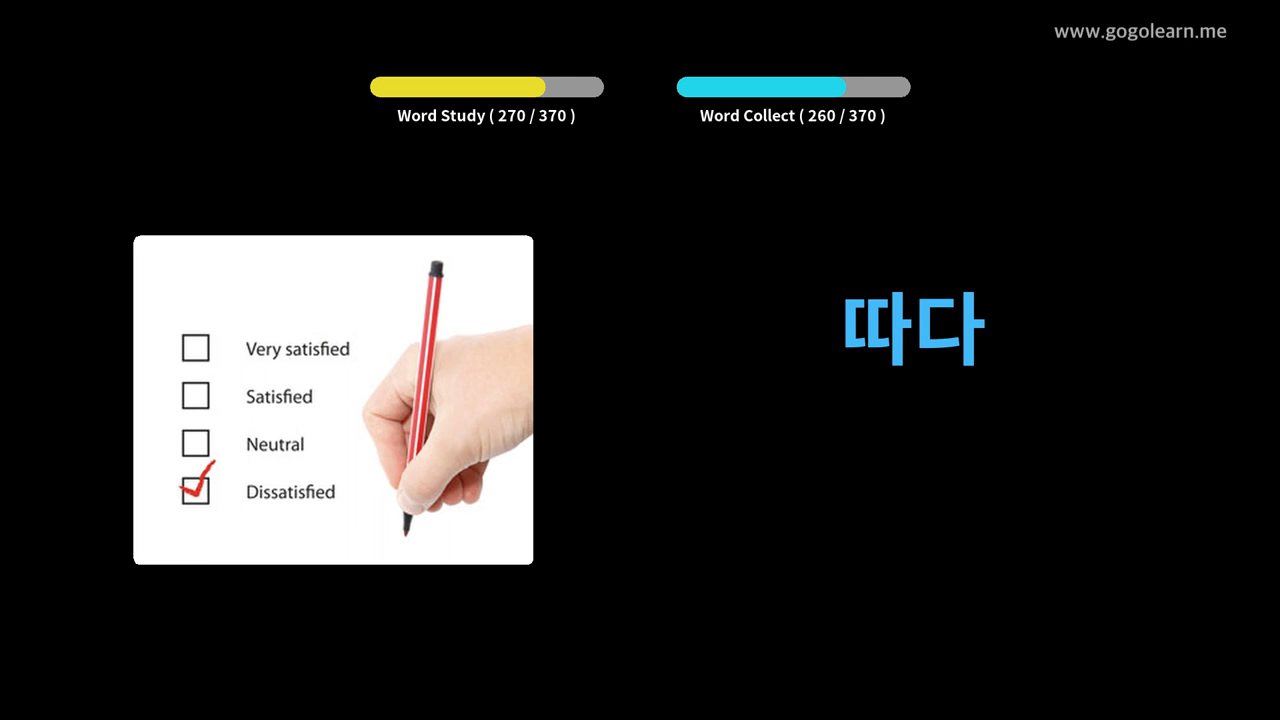 www.gogolearn.me
Word Study ( 270 / 370 )
Word Collect ( 260 / 370 )
Very satisfied
Satisfied
Neutral
Dissatisfied
따다